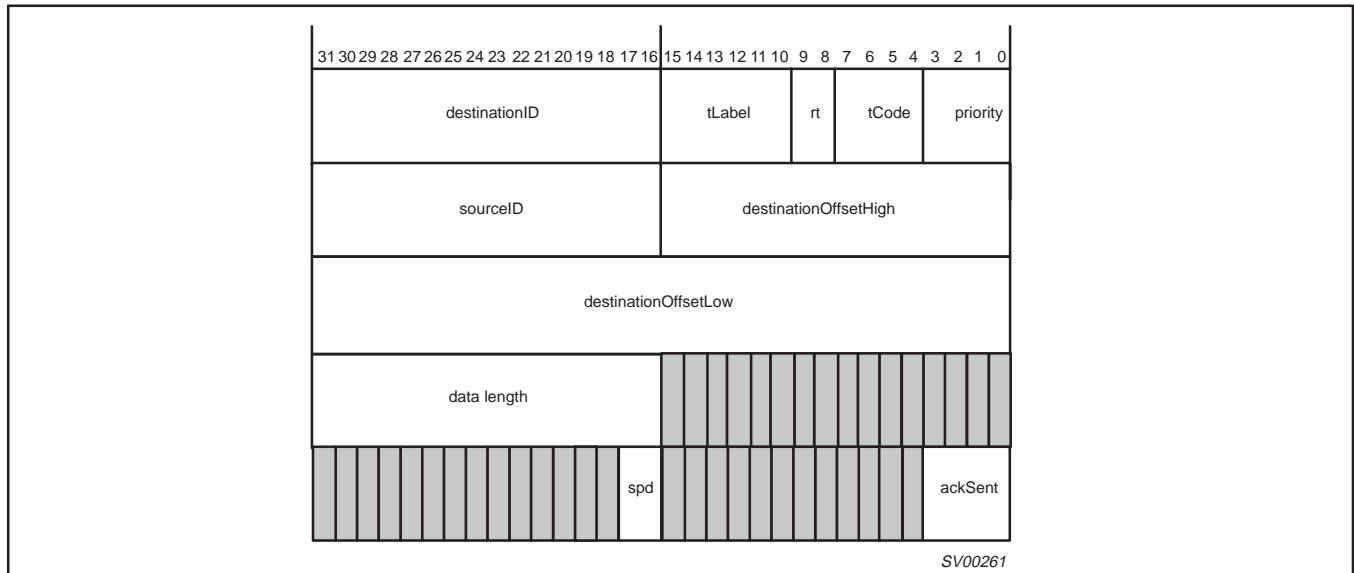 31 30 29 28 27 26 25 24 23 22 21 20 19 18 17 16 15 14 13 12 11 10 9 8 7 6 5 4 3 2 1 0
destinationID tLabel rt tCode priority
sourceID destinationOffsetHigh
destinationOffsetLow
data length
spd ackSent
SV00261